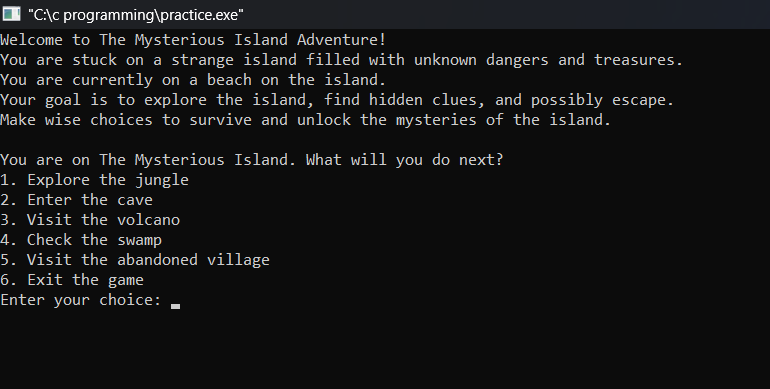 "C:\c programming\practice.exe"
Welcome to The Mysterious Island Adventure!
You are stuck on a strange island filled with unknown dangers and treasures.
You are currently on a beach on the island.
Your goal is to explore the island, find hidden clues, and possibly escape.
Make wise choices to survive and unlock the mysteries of the island.
You are on The Mysterious Island. What will you do next?
1. Explore the jungle
2. Enter the cave
3. Visit the volcano
4. Check the swamp
5. Visit the abandoned village
6. Exit the game
Enter your choice: